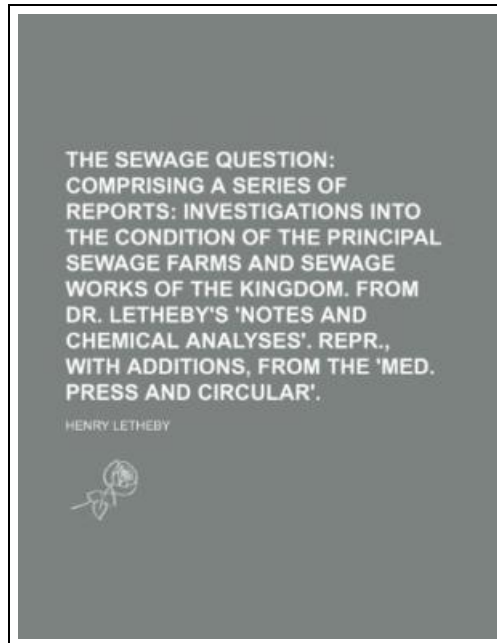 THE SEWAGE QUESTION:
COMPRISING A SERIES OF
REPORTS: INVESTIGATIONS INTO
THE CONDITION OF THE PRINCIPAL
SEWAGE FARMS AND SEWAGE
WORKS OF THE KINGDOM. FROM
DR. LETHEBY'S 'NOTES AND
CHEMICAL ANALYSES'. REPR.,
WITH ADDITIONS, FROM THE 'MED.
PRESS AND CIRCULAR'.
HENRY LETHEBY